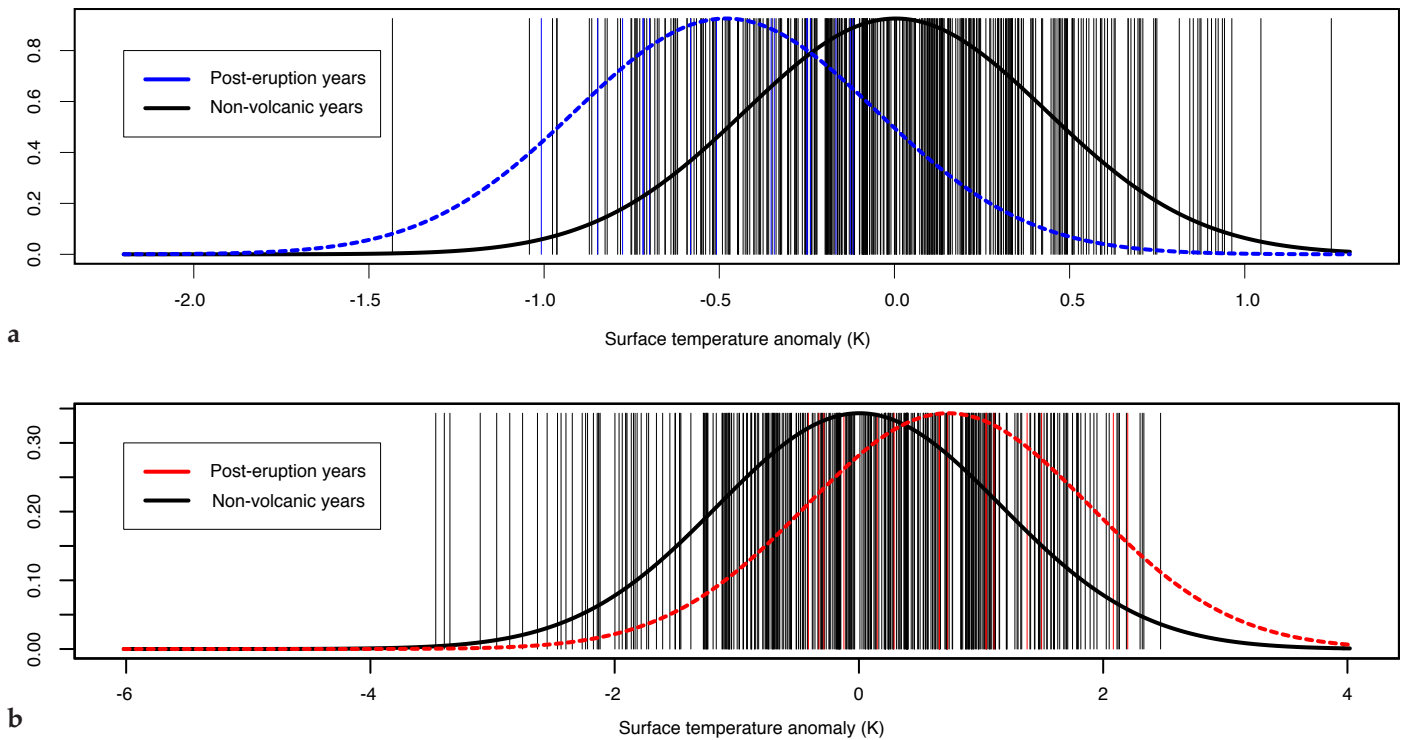 0.0 0.2 0.4 0.6 0.8
Post-eruption years
Non-volcanic years
-2.0 -1.5 -1.0 -0.5 0.0 0.5 1.0
Surface temperature anomaly (K)
a
0.00 0.10 0.20 0.30
Post-eruption years
Non-volcanic years
-6 -4 -2 0 2 4
Surface temperature anomaly (K)
b